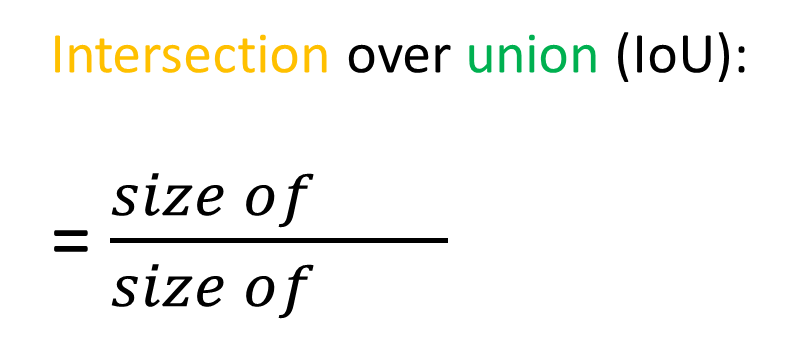 Intersection over union (IoU):
= size of
size of